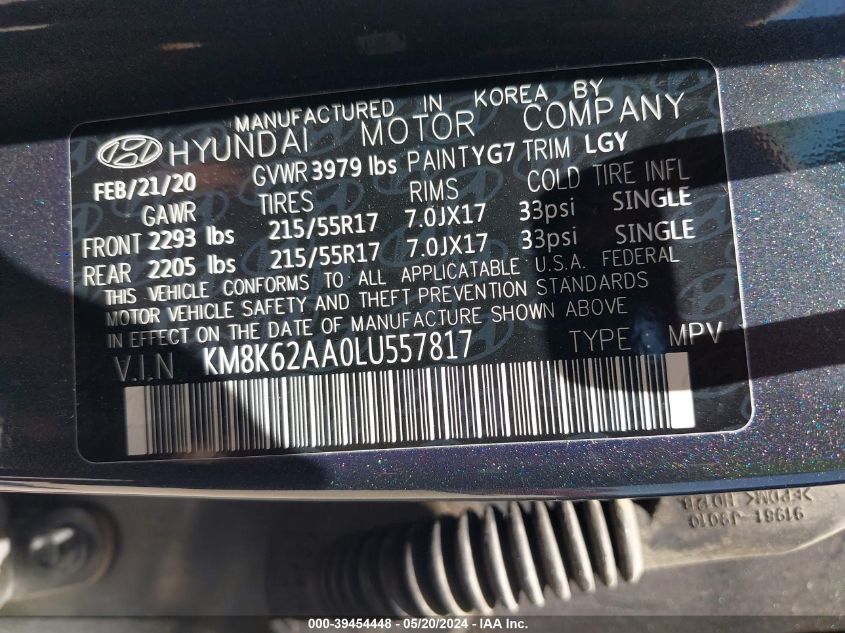 MANUFACTURED IN KOREA BY
HYUNDAI MOTOR COMPANY
FEB/21/20 GVWR 3979 lbs PAINT YG7 TRIM LGY
GAWR TIRES RIMS COLD TIRE INFL
FRONT 2293 lbs 215/55R17 7.0JX17 33psi SINGLE
REAR 2205 lbs 215/55R17 7.0JX17 33psi SINGLE
THIS VEHICLE CONFORMS TO ALL APPLICATABLE U.S.A. FEDERAL
MOTOR VEHICLE SAFETY AND THEFT PREVENTION STANDARDS
IN EFFECT ON THE DATE OF MANUFACTURE SHOWN ABOVE
V.I.N KM8K62AA0LU557817 TYPE MPV
91981-J9010
000-39454448 - 05/20/2024 - IAA Inc.